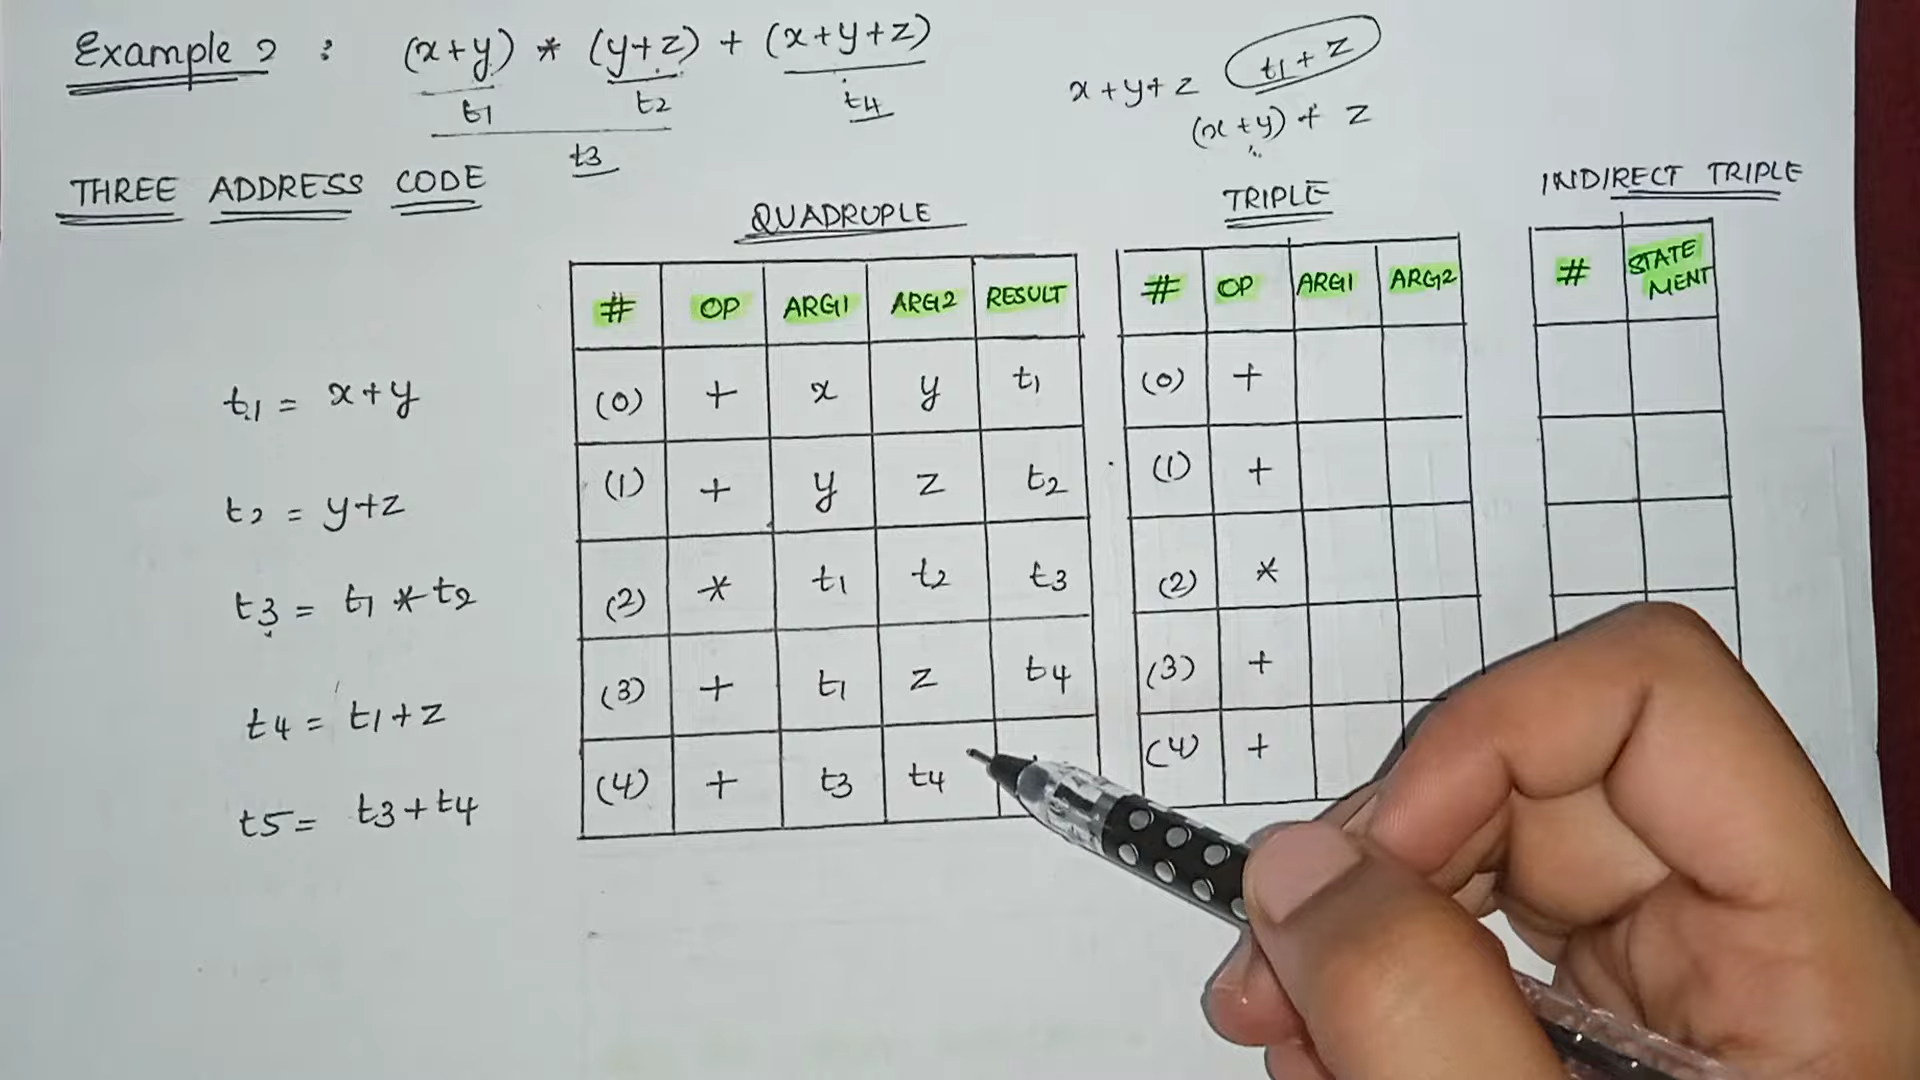 Example 2 : (x+y) * (y+z) + (x+y+z)
t1 t2 t4
t3
x+y+z t1+z
(x+y)+ z
THREE ADDRESS CODE
t1 = x+y
t2 = y+z
t3 = t1 * t2
t4 = t1+z
t5 = t3+t4
QUADRUPLE
# OP ARG1 ARG2 RESULT
(0) + x y t1
(1) + y z t2
(2) * t1 t2 t3
(3) + t1 z t4
(4) + t3 t4
TRIPLE
# OP ARG1 ARG2
(0) +
(1) +
(2) *
(3) +
(4) +
INDIRECT TRIPLE
# STATE
MENT